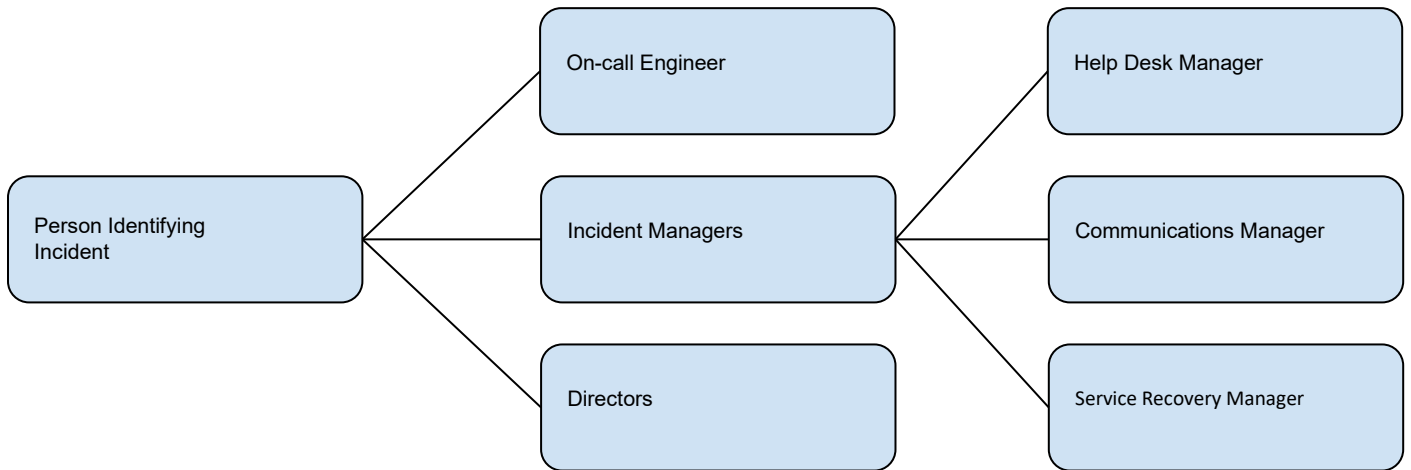 Person Identifying
Incident
On-call Engineer
Incident Managers
Directors
Help Desk Manager
Communications Manager
Service Recovery Manager